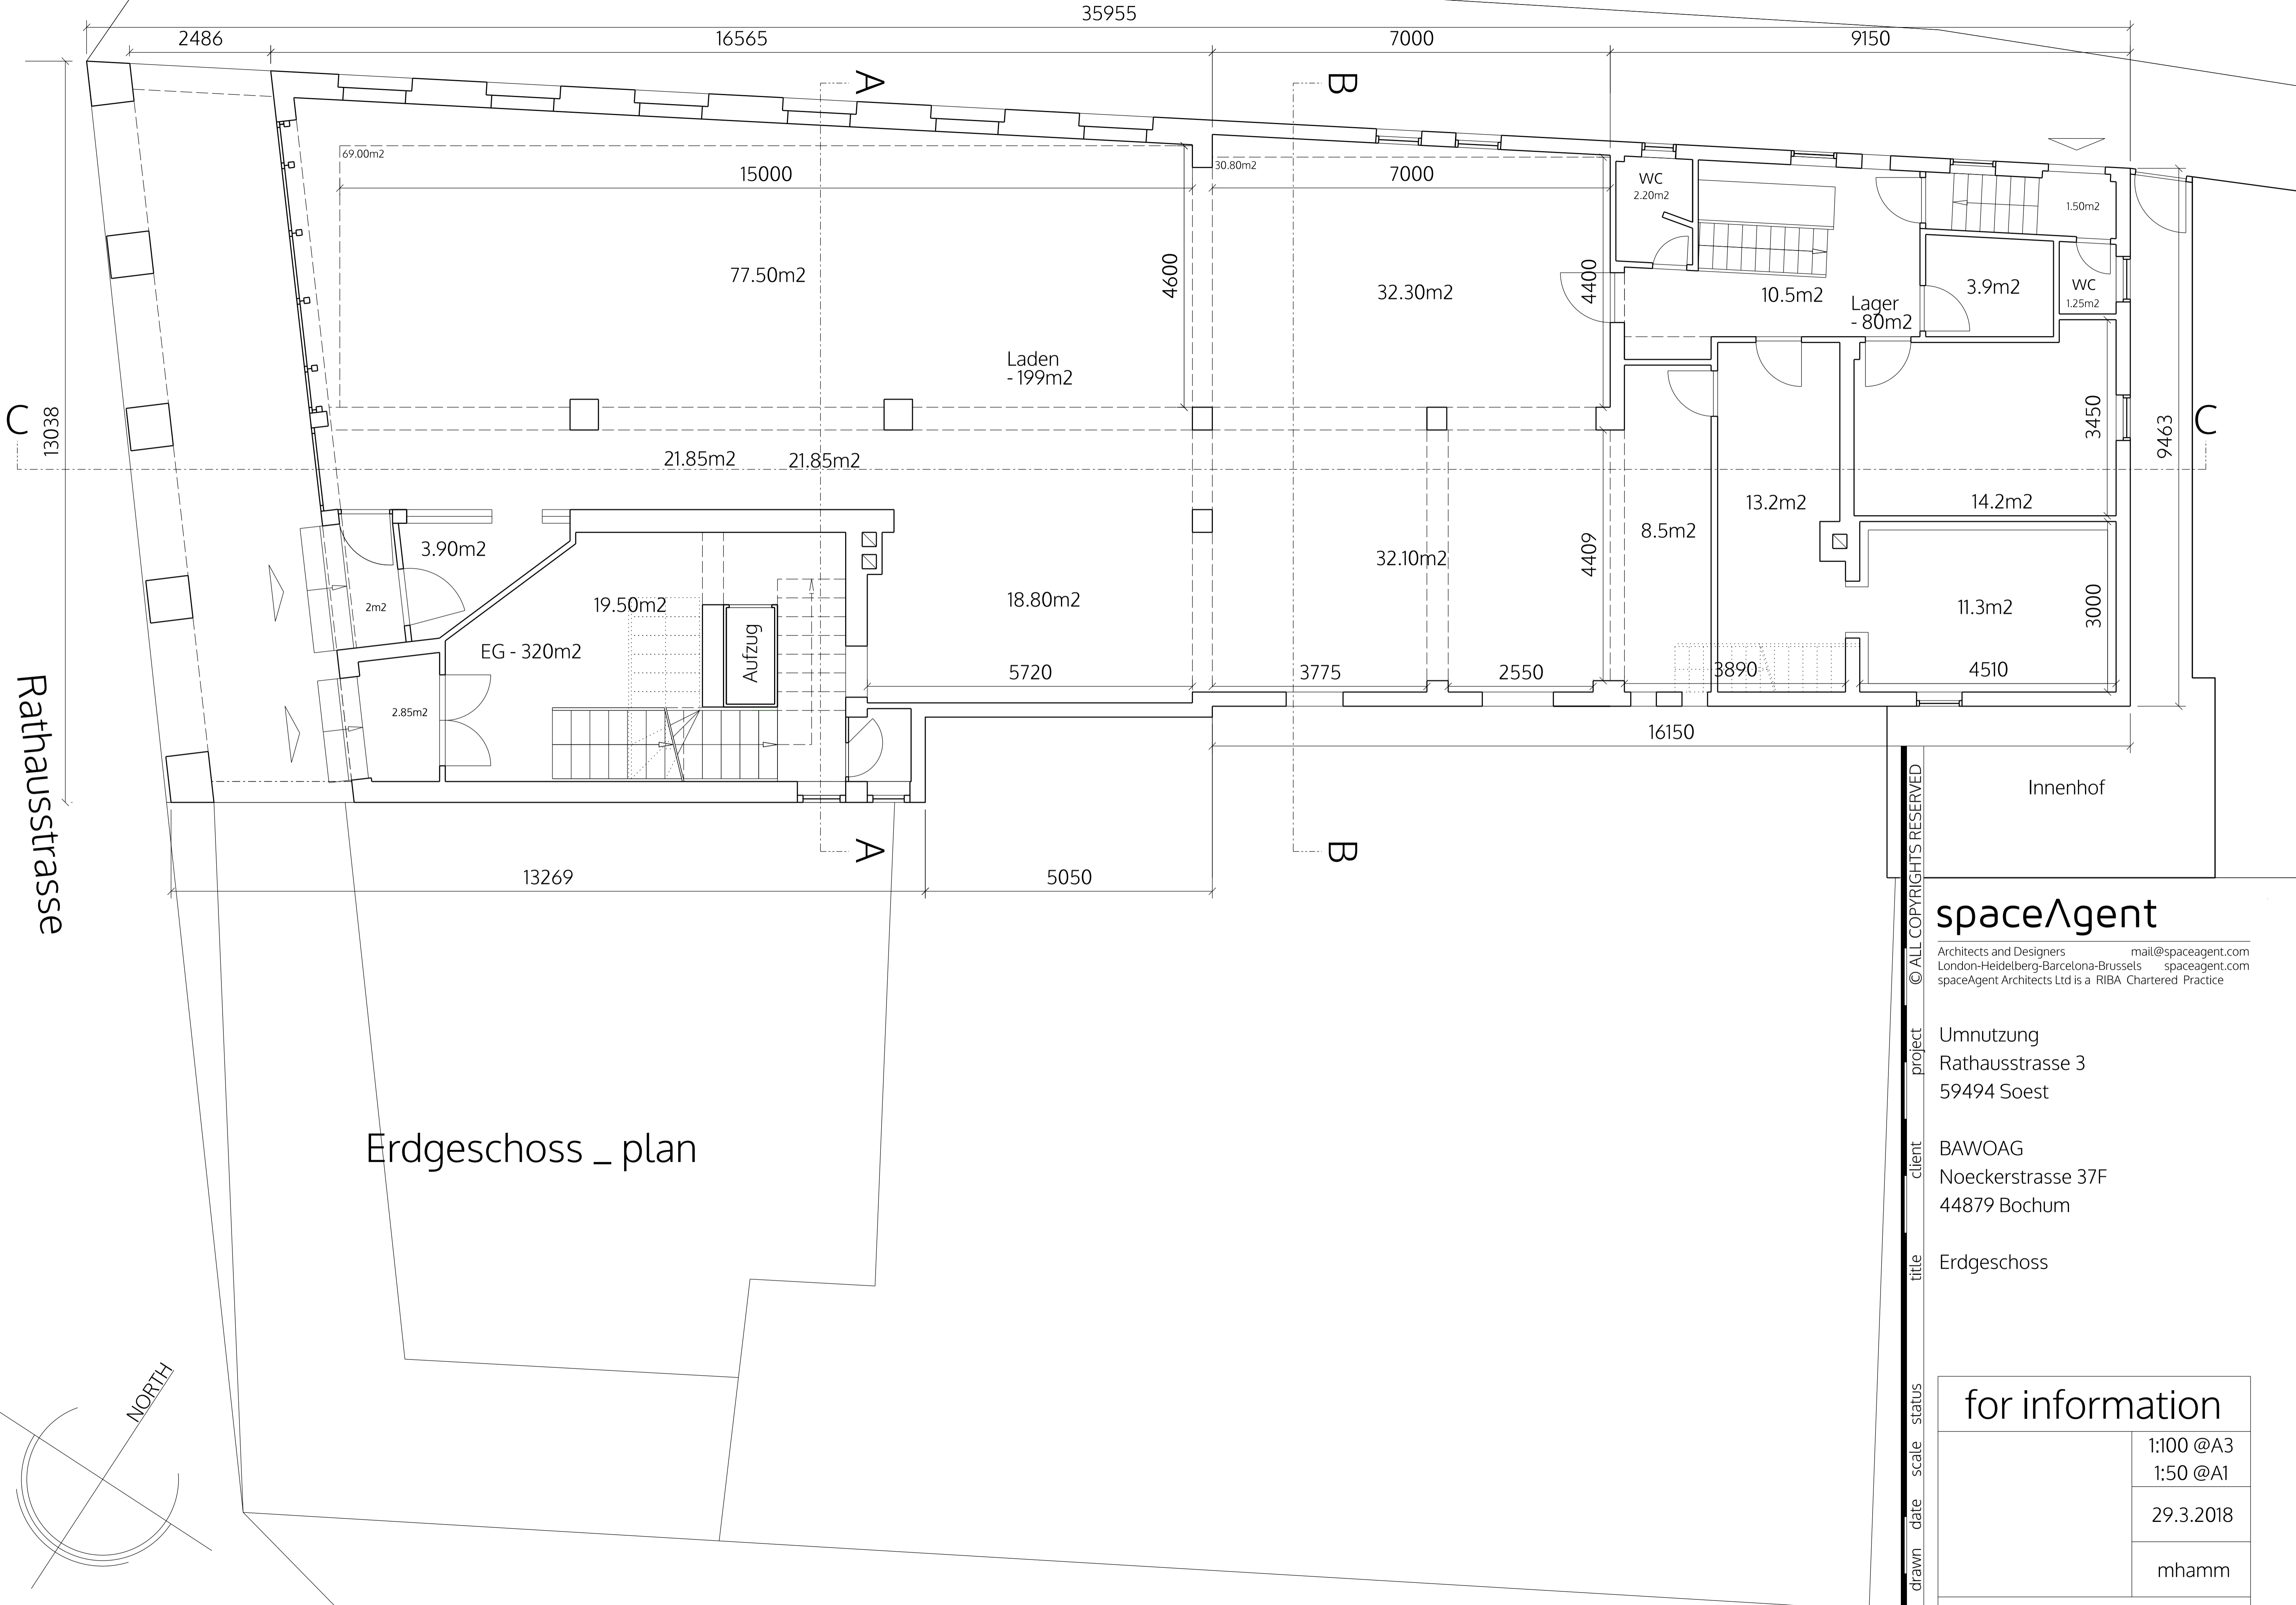 35955
2486
16565
7000
9150
A
B
69.00m2
15000
30.80m2
7000
WC
2.20m2
1.50m2
77.50m2
4600
32.30m2
4400
10.5m2
Lager
- 80m2
3.9m2
WC
1.25m2
Laden
- 199m2
C
13038
3450
9463
C
21.85m2
21.85m2
14.2m2
13.2m2
8.5m2
3.90m2
32.10m2
4409
2m2
19.50m2
18.80m2
11.3m2
3000
EG - 320m2
Aufzug
5720
3775
2550
3890
4510
2.85m2
16150
Rathausstrasse
Innenhof
A
B
13269
5050
Erdgeschoss _ plan
NORTH
© ALL COPYRIGHTS RESERVED
spaceΛgent
Architects and Designers mail@spaceagent.com
London-Heidelberg-Barcelona-Brussels spaceagent.com
spaceAgent Architects Ltd is a RIBA Chartered Practice
project
Umnutzung
Rathausstrasse 3
59494 Soest
client
BAWOAG
Noeckerstrasse 37F
44879 Bochum
title
Erdgeschoss
status
for information
scale
1:100 @A3
1:50 @A1
date
29.3.2018
drawn
mhamm